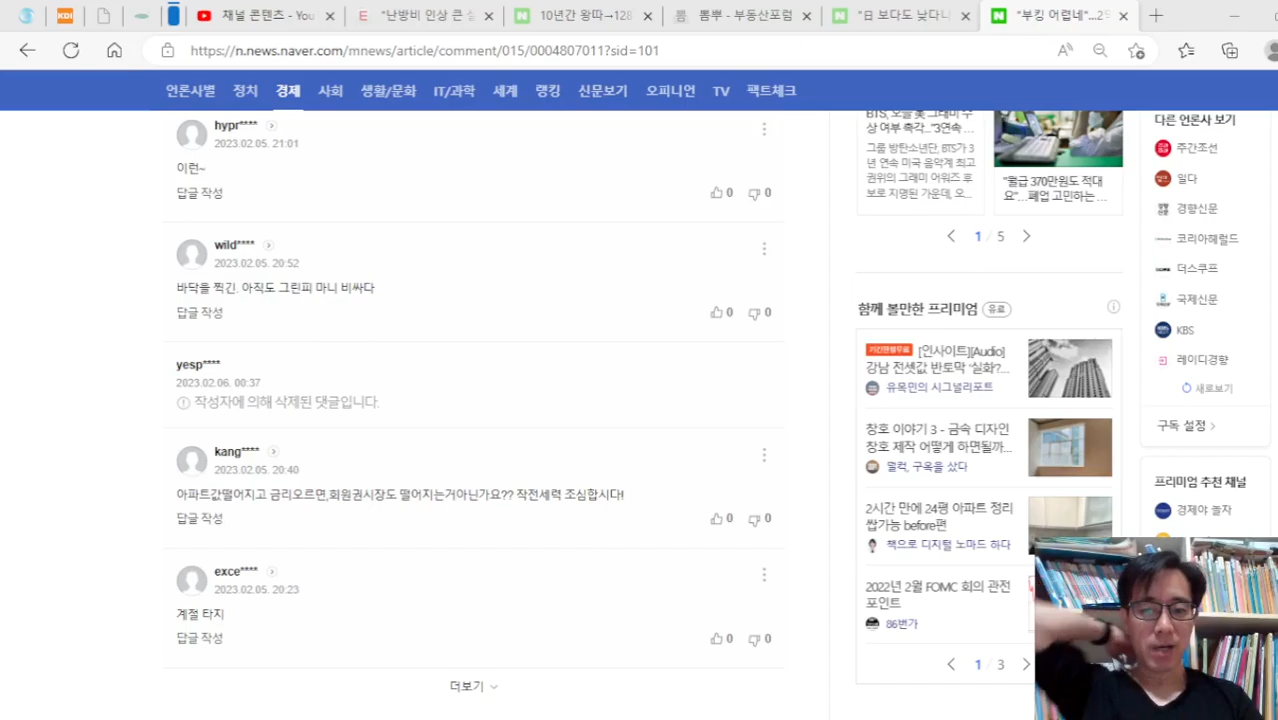 KDI
채널 콘텐츠 - You
"난방비 인상 큰 실
10년간 왕따→128
뽐뿌 - 부동산포럼
"日 보다도 낮다니
"부킹 어렵네"...2
https://n.news.naver.com/mnews/article/comment/015/0004807011?sid=101
언론사별 정치 경제 사회 생활/문화 IT/과학 세계 랭킹 신문보기 오피니언 TV 팩트체크
hypr****
2023.02.05. 21:01
이런~
답글 작성
0 0
wild****
2023.02.05. 20:52
바닥을 찍긴. 아직도 그린피 마니 비싸다
답글 작성
0 0
yesp****
2023.02.06. 00:37
작성자에 의해 삭제된 댓글입니다.
kang****
2023.02.05. 20:40
아파트값떨어지고 금리오르면,회원권시장도 떨어지는거아닌가요?? 작전세력 조심합시다!
답글 작성
0 0
exce****
2023.02.05. 20:23
계절 타지
답글 작성
0 0
더보기
상 여부 촉각..."3연속 ...
그룹 방탄소년단, BTS가 3
년 연속 미국 음악계 최고
권위의 그래미 어워즈 후
보로 지명된 가운데, 오...
"월급 370만원도 적대
요"...폐업 고민하는 ...
1 / 5
함께 볼만한 프리미엄 유료
기간한정무료 [인사이트][Audio]
강남 전셋값 반토막 '실화?...
유목민의 시그널리포트
창호 이야기 3 - 금속 디자인
창호 제작 어떻게 하면될까...
멀컥, 구옥을 샀다
2시간 만에 24평 아파트 정리
쌉가능 before편
책으로 디지털 노마드 하다
2022년 2월 FOMC 회의 관전
포인트
86번가
1 / 3
다른 언론사 보기
주간조선
일다
경향신문
코리아헤럴드
더스쿠프
국제신문
KBS
레이디경향
새로보기
구독 설정
프리미엄 추천 채널
경제야 놀자